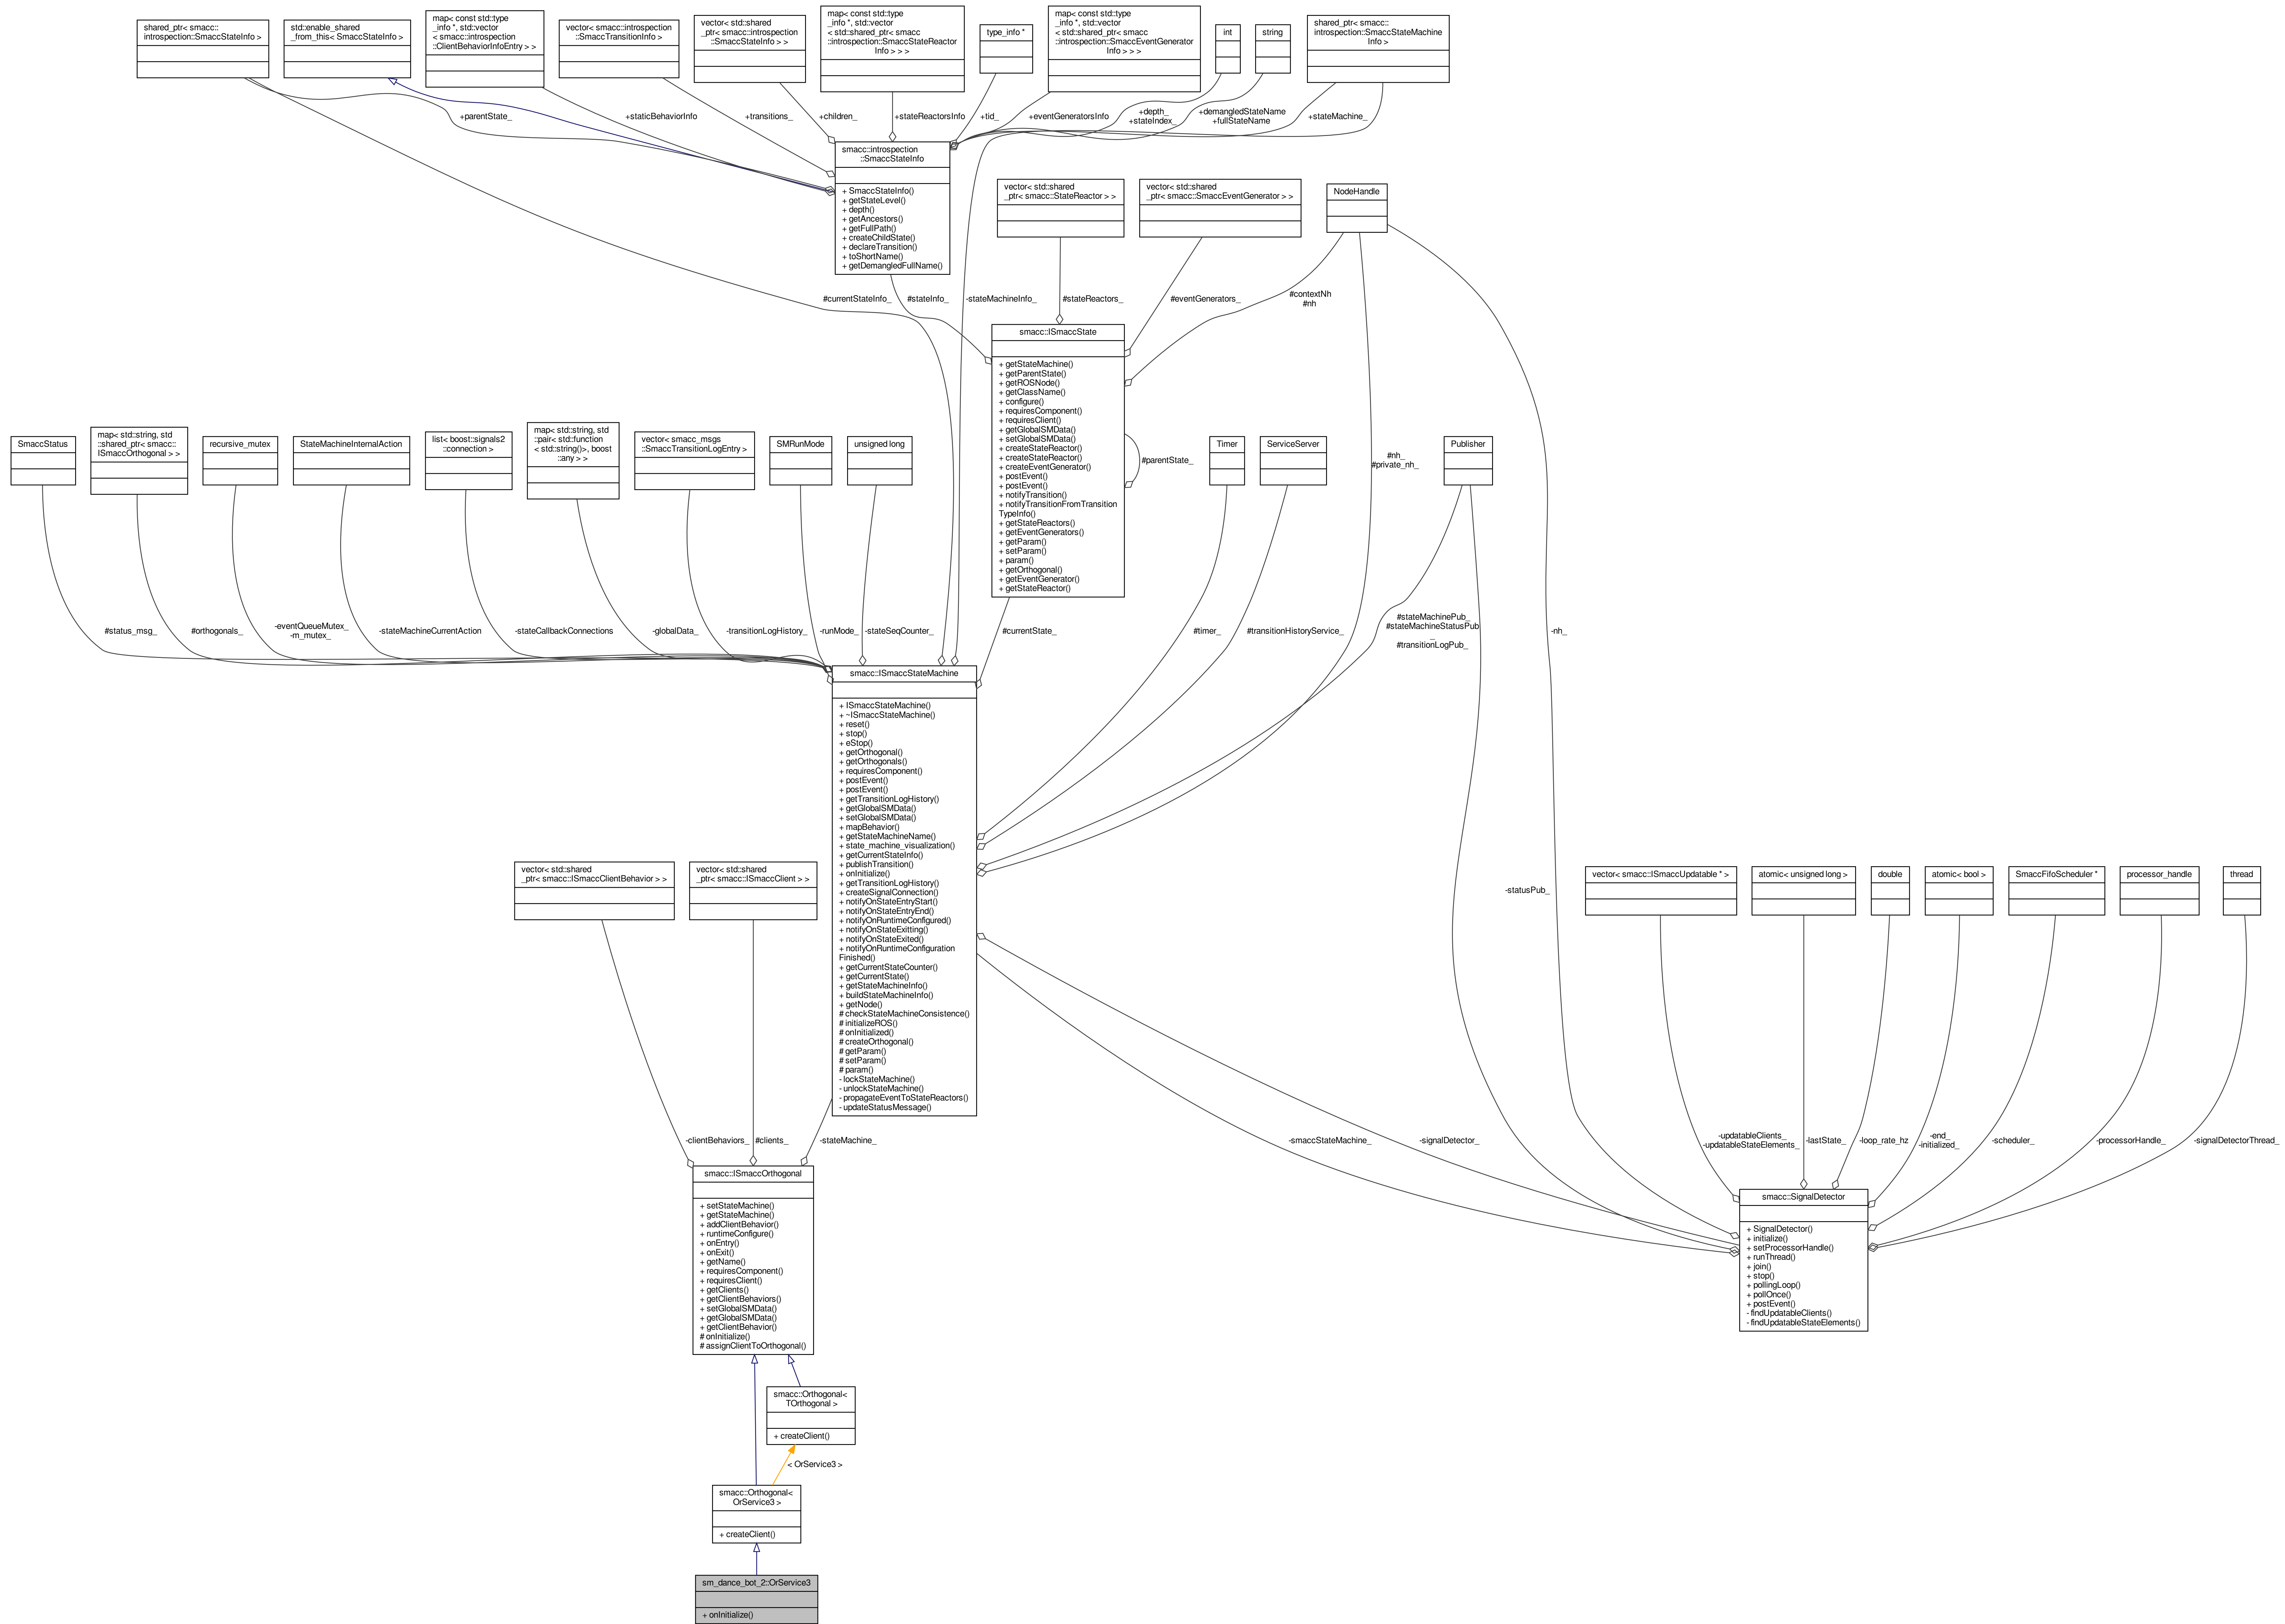 shared_ptr< smacc::
introspection::SmaccStateInfo >
std::enable_shared
_from_this< SmaccStateInfo >
map< const std::type
_info *, std::vector
< smacc::introspection
::ClientBehaviorInfoEntry > >
vector< smacc::introspection
::SmaccTransitionInfo >
vector< std::shared
_ptr< smacc::introspection
::SmaccStateInfo > >
map< const std::type
_info *, std::vector
< std::shared_ptr< smacc
::introspection::SmaccStateReactor
Info > > >
type_info *
map< const std::type
_info *, std::vector
< std::shared_ptr< smacc
::introspection::SmaccEventGenerator
Info > > >
int
string
shared_ptr< smacc::
introspection::SmaccStateMachine
Info >
+parentState_
+staticBehaviorInfo
+transitions_
+children_
+stateReactorsInfo
+tid_
+eventGeneratorsInfo
+depth_
+stateIndex_
+demangledStateName
+fullStateName
+stateMachine_
smacc::introspection
::SmaccStateInfo
+ SmaccStateInfo()
+ getStateLevel()
+ depth()
+ getAncestors()
+ getFullPath()
+ createChildState()
+ declareTransition()
+ toShortName()
+ getDemangledFullName()
vector< std::shared
_ptr< smacc::StateReactor > >
vector< std::shared
_ptr< smacc::SmaccEventGenerator > >
NodeHandle
#currentStateInfo_
#stateInfo_
-stateMachineInfo_
#stateReactors_
#eventGenerators_
#contextNh
#nh
smacc::ISmaccState
+ getStateMachine()
+ getParentState()
+ getROSNode()
+ getClassName()
+ configure()
+ requiresComponent()
+ requiresClient()
+ getGlobalSMData()
+ setGlobalSMData()
+ createStateReactor()
+ createStateReactor()
+ createEventGenerator()
+ postEvent()
+ postEvent()
+ notifyTransition()
+ notifyTransitionFromTransition
TypeInfo()
+ getStateReactors()
+ getEventGenerators()
+ getParam()
+ setParam()
+ param()
+ getOrthogonal()
+ getEventGenerator()
+ getStateReactor()
#parentState_
SmaccStatus
map< std::string, std
::shared_ptr< smacc::
ISmaccOrthogonal > >
recursive_mutex
StateMachineInternalAction
list< boost::signals2
::connection >
map< std::string, std
::pair< std::function
< std::string()>, boost
::any > >
vector< smacc_msgs
::SmaccTransitionLogEntry >
SMRunMode
unsigned long
Timer
ServiceServer
#nh_
#private_nh_
Publisher
#status_msg_
#orthogonals_
-eventQueueMutex_
-m_mutex_
-stateMachineCurrentAction
-stateCallbackConnections
-globalData_
-transitionLogHistory_
-runMode_
-stateSeqCounter_
#currentState_
#timer_
#transitionHistoryService_
#stateMachinePub_
#stateMachineStatusPub
_
#transitionLogPub_
-nh_
smacc::ISmaccStateMachine
+ ISmaccStateMachine()
+ ~ISmaccStateMachine()
+ reset()
+ stop()
+ eStop()
+ getOrthogonal()
+ getOrthogonals()
+ requiresComponent()
+ postEvent()
+ postEvent()
+ getTransitionLogHistory()
+ getGlobalSMData()
+ setGlobalSMData()
+ mapBehavior()
+ getStateMachineName()
+ state_machine_visualization()
+ getCurrentStateInfo()
+ publishTransition()
+ onInitialize()
+ getTransitionLogHistory()
+ createSignalConnection()
+ notifyOnStateEntryStart()
+ notifyOnStateEntryEnd()
+ notifyOnRuntimeConfigured()
+ notifyOnStateExitting()
+ notifyOnStateExited()
+ notifyOnRuntimeConfiguration
Finished()
+ getCurrentStateCounter()
+ getCurrentState()
+ getStateMachineInfo()
+ buildStateMachineInfo()
+ getNode()
# checkStateMachineConsistence()
# initializeROS()
# onInitialized()
# createOrthogonal()
# getParam()
# setParam()
# param()
- lockStateMachine()
- unlockStateMachine()
- propagateEventToStateReactors()
- updateStatusMessage()
vector< std::shared
_ptr< smacc::ISmaccClientBehavior > >
vector< std::shared
_ptr< smacc::ISmaccClient > >
-statusPub_
vector< smacc::ISmaccUpdatable * >
atomic< unsigned long >
double
atomic< bool >
SmaccFifoScheduler *
processor_handle
thread
-clientBehaviors_
#clients_
-stateMachine_
-smaccStateMachine_
-signalDetector_
-updatableClients_
-updatableStateElements_
-lastState_
-loop_rate_hz
-end_
-initialized_
-scheduler_
-processorHandle_
-signalDetectorThread_
smacc::ISmaccOrthogonal
+ setStateMachine()
+ getStateMachine()
+ addClientBehavior()
+ runtimeConfigure()
+ onEntry()
+ onExit()
+ getName()
+ requiresComponent()
+ requiresClient()
+ getClients()
+ getClientBehaviors()
+ setGlobalSMData()
+ getGlobalSMData()
+ getClientBehavior()
# onInitialize()
# assignClientToOrthogonal()
smacc::SignalDetector
+ SignalDetector()
+ initialize()
+ setProcessorHandle()
+ runThread()
+ join()
+ stop()
+ pollingLoop()
+ pollOnce()
+ postEvent()
- findUpdatableClients()
- findUpdatableStateElements()
smacc::Orthogonal<
TOrthogonal >
+ createClient()
< OrService3 >
smacc::Orthogonal<
OrService3 >
+ createClient()
sm_dance_bot_2::OrService3
+ onInitialize()